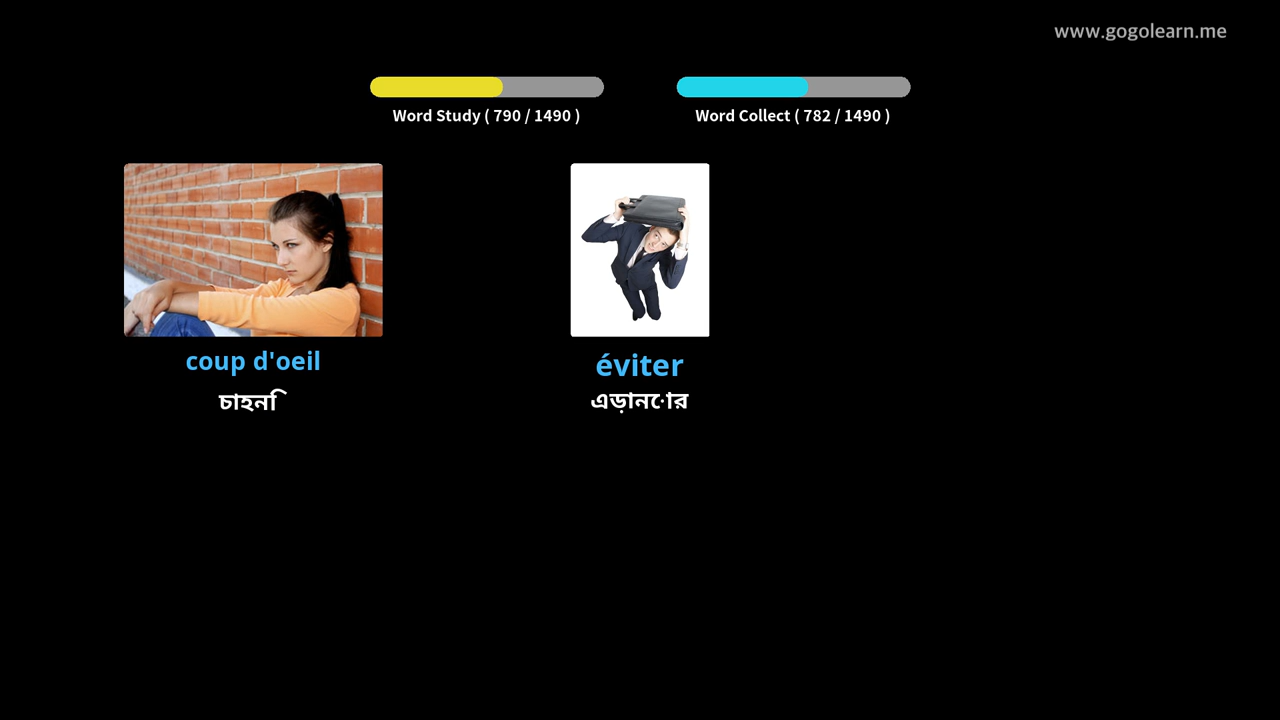 www.gogolearn.me
Word Study ( 790 / 1490 )
Word Collect ( 782 / 1490 )
coup d'oeil
চাহনি
éviter
এড়ানোর